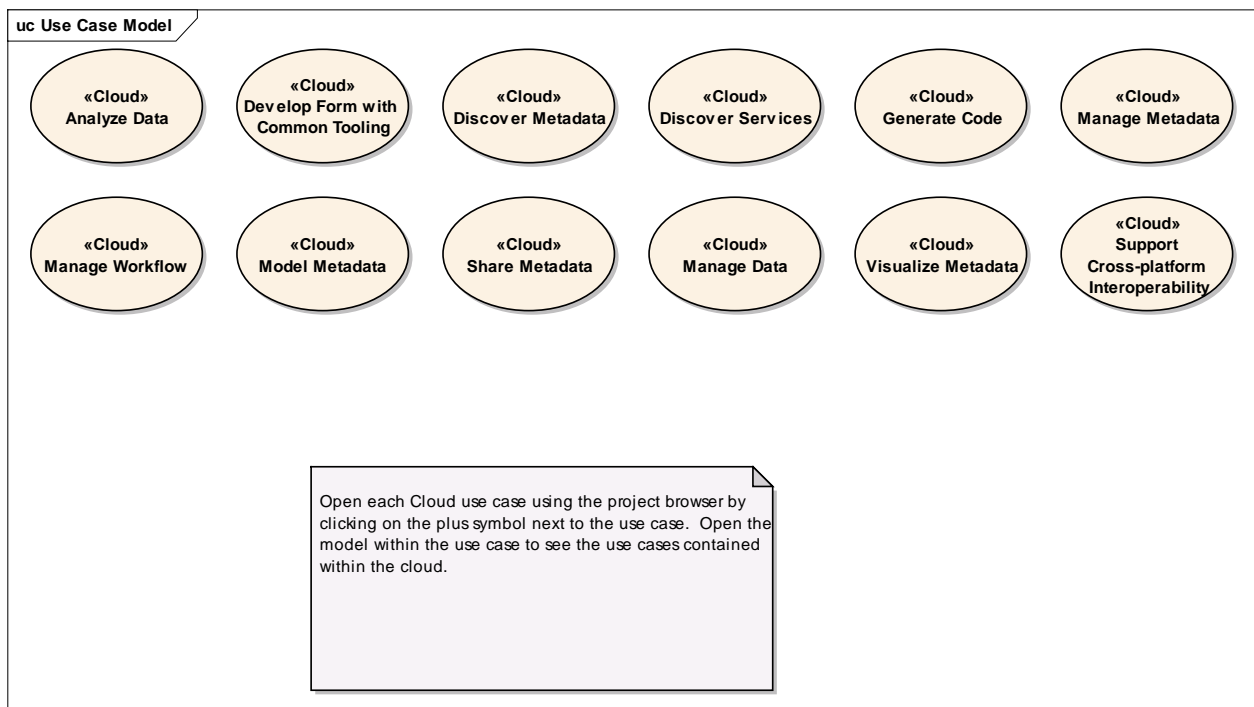 uc Use Case Model
«Cloud»
Analyze Data
«Cloud»
Develop Form with
Common Tooling
«Cloud»
Discover Metadata
«Cloud»
Discover Services
«Cloud»
Generate Code
«Cloud»
Manage Metadata
«Cloud»
Manage Workflow
«Cloud»
Model Metadata
«Cloud»
Share Metadata
«Cloud»
Manage Data
«Cloud»
Visualize Metadata
«Cloud»
Support
Cross-platform
Interoperability
Open each Cloud use case using the project browser by
clicking on the plus symbol next to the use case. Open the
model within the use case to see the use cases contained
within the cloud.